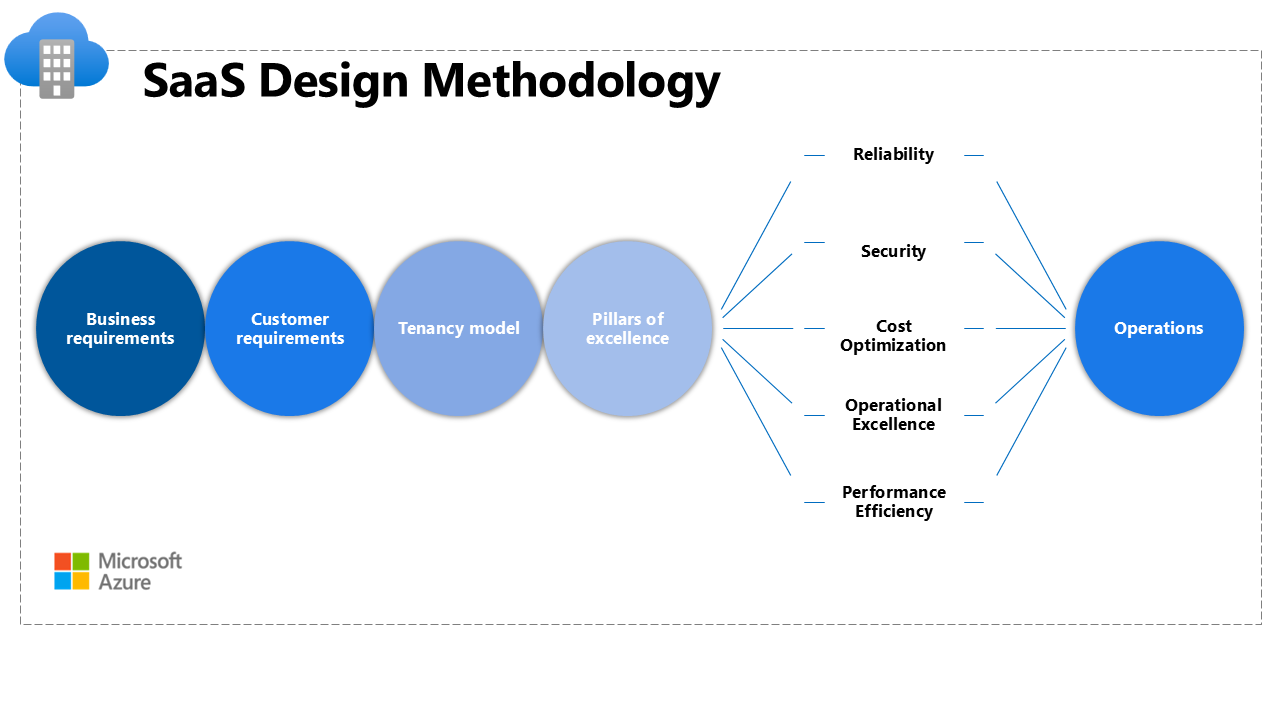 SaaS Design Methodology
Business
requirements
Customer
requirements
Tenancy model
Pillars of
excellence
Reliability
Security
Cost
Optimization
Operational
Excellence
Performance
Efficiency
Operations
Microsoft
Azure